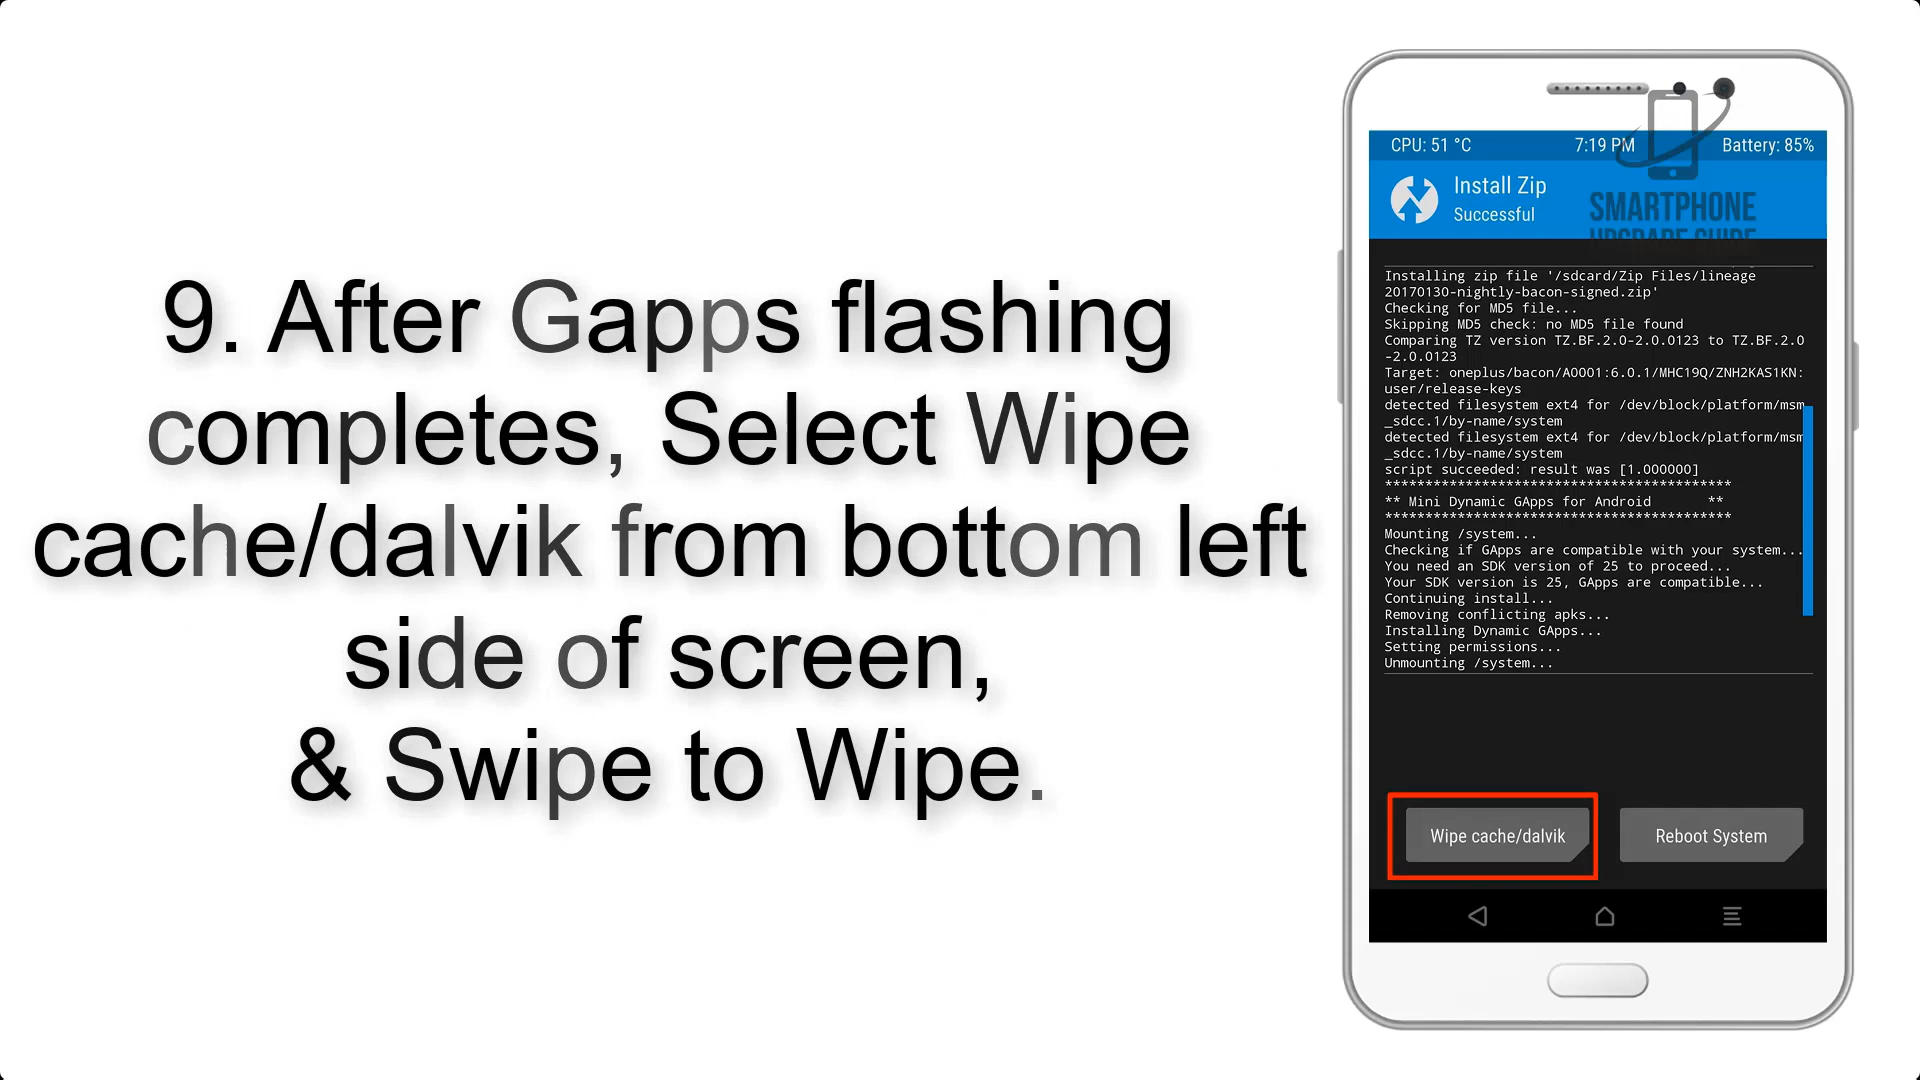 9. After Gapps flashing
completes, Select Wipe
cache/dalvik from bottom left
side of screen,
& Swipe to Wipe.
CPU: 51 °C 7:19 PM Battery: 85%
Install Zip
Successful
SMARTPHONE
UPGRADE GUIDE
Installing zip file '/sdcard/Zip Files/lineage
20170130-nightly-bacon-signed.zip'
Checking for MD5 file...
Skipping MD5 check: no MD5 file found
Comparing TZ version TZ.BF.2.0-2.0.0123 to TZ.BF.2.0
-2.0.0123
Target: oneplus/bacon/A0001:6.0.1/MHC19Q/ZNH2KAS1KN:
user/release-keys
detected filesystem ext4 for /dev/block/platform/msm
_sdcc.1/by-name/system
detected filesystem ext4 for /dev/block/platform/msm
_sdcc.1/by-name/system
script succeeded: result was [1.000000]
*******************************************
** Mini Dynamic GApps for Android **
*******************************************
Mounting /system...
Checking if GApps are compatible with your system...
You need an SDK version of 25 to proceed...
Your SDK version is 25, GApps are compatible...
Continuing install...
Removing conflicting apks...
Installing Dynamic GApps...
Setting permissions...
Unmounting /system...
Wipe cache/dalvik Reboot System